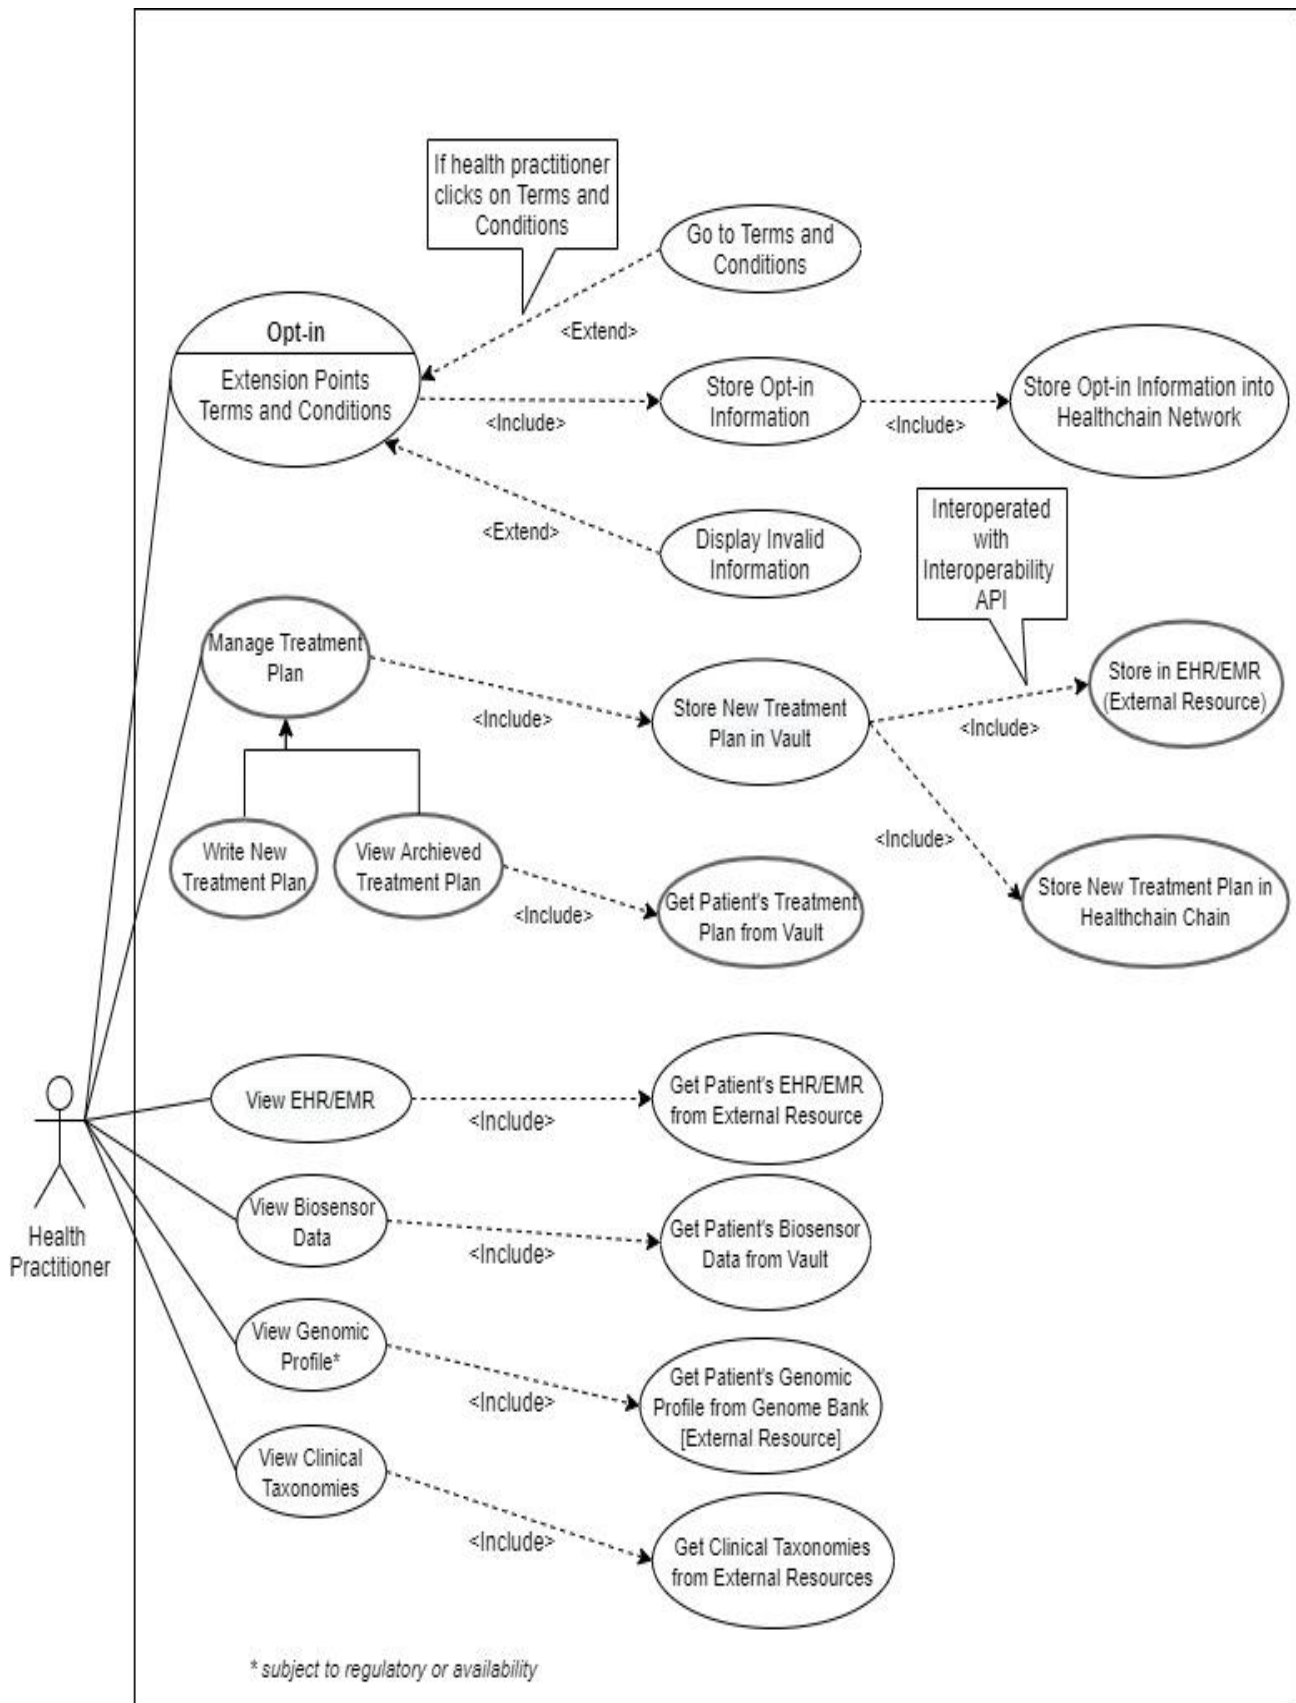 If health practitioner
clicks on Terms and
Conditions
Go to Terms and
Conditions
<Extend>
Opt-in
Extension Points
Terms and Conditions
<Include>
Store Opt-in
Information
<Include>
Store Opt-in Information into
Healthchain Network
<Extend>
Display Invalid
Information
Interoperated
with
Interoperability
API
Manage Treatment
Plan
<Include>
Store New Treatment
Plan in Vault
<Include>
Store in EHR/EMR
(External Resource)
Write New
Treatment Plan
View Archieved
Treatment Plan
<Include>
Get Patient's Treatment
Plan from Vault
<Include>
Store New Treatment Plan in
Healthchain Chain
View EHR/EMR
<Include>
Get Patient's EHR/EMR
from External Resource
Health
Practitioner
View Biosensor
Data
<Include>
Get Patient's Biosensor
Data from Vault
View Genomic
Profile*
<Include>
Get Patient's Genomic
Profile from Genome Bank
[External Resource]
View Clinical
Taxonomies
<Include>
Get Clinical Taxonomies
from External Resources
* subject to regulatory or availability